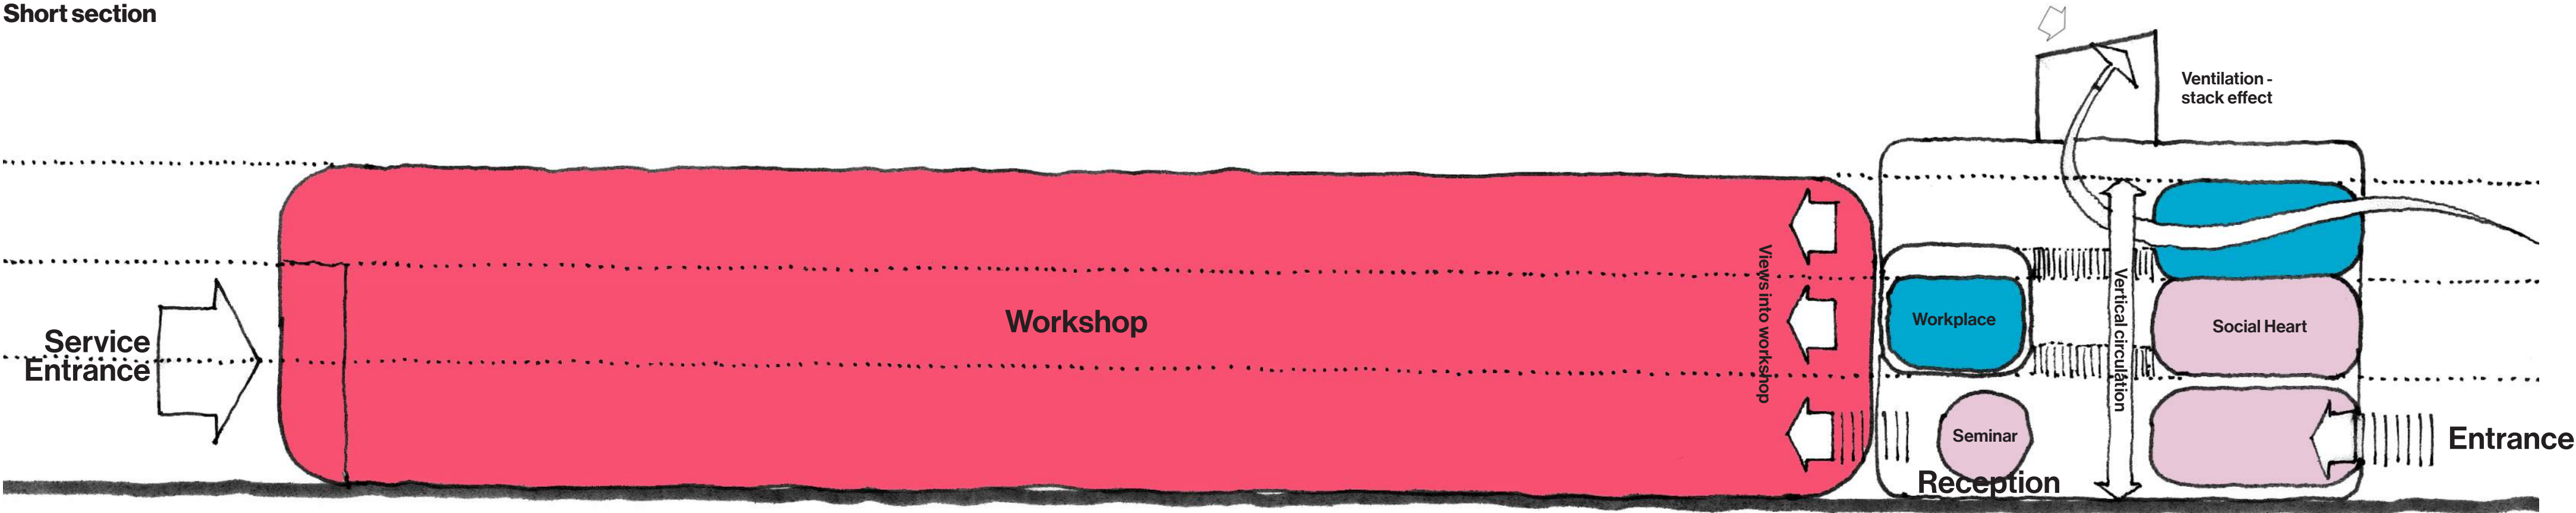 Short section
Ventilation -
stack effect
Service
Entrance
Workshop
Views into workshop
Workplace
Vertical circulation
Social Heart
Seminar
Reception
Entrance